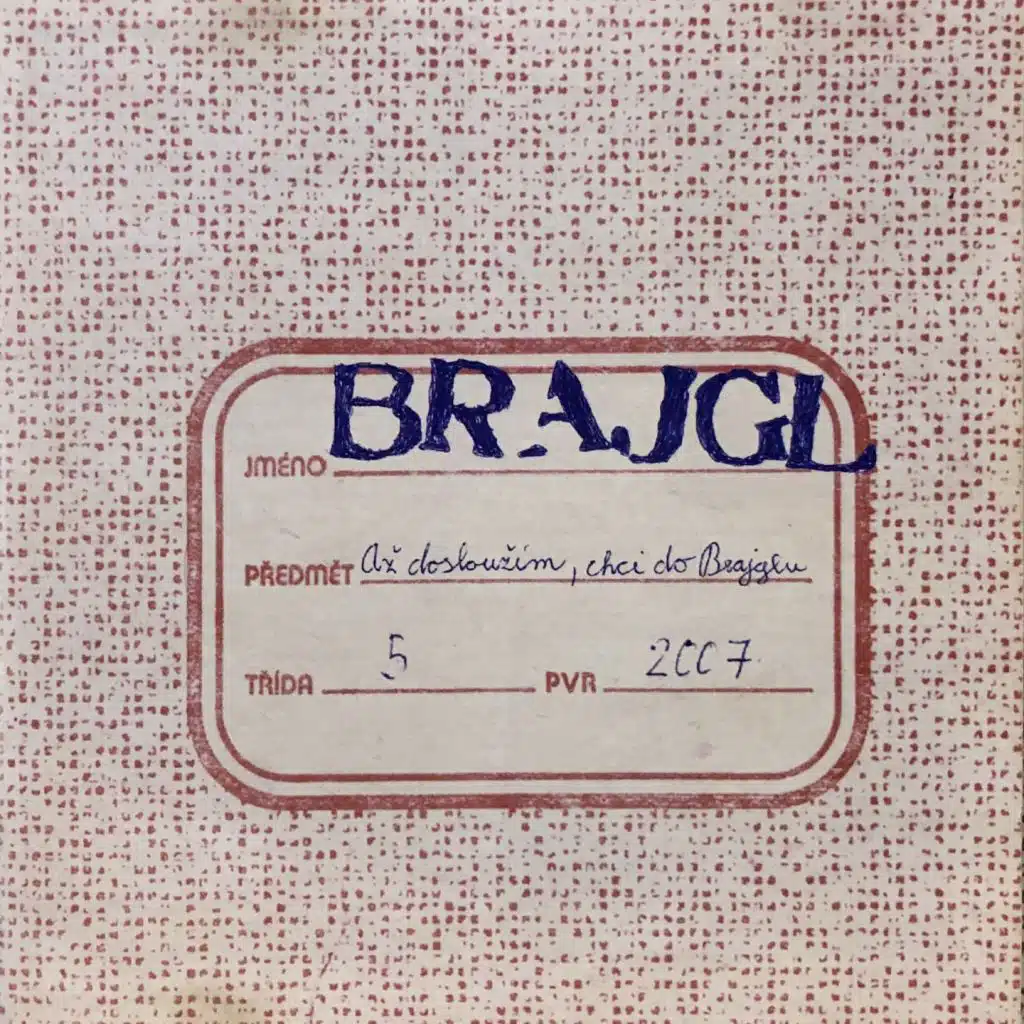 JMÉNO BRAJGL
PŘEDMĚT Až dosloužím, chci do Brajglu
TŘÍDA 5 PVR 2007